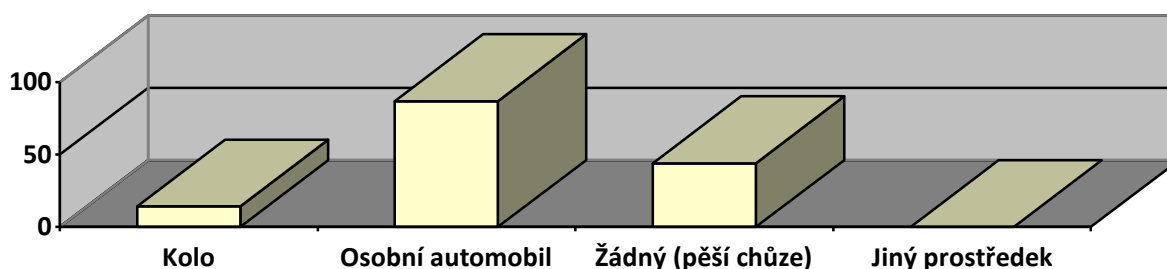 100
50
0
Kolo
Osobní automobil
Žádný (pěší chůze)
Jiný prostředek